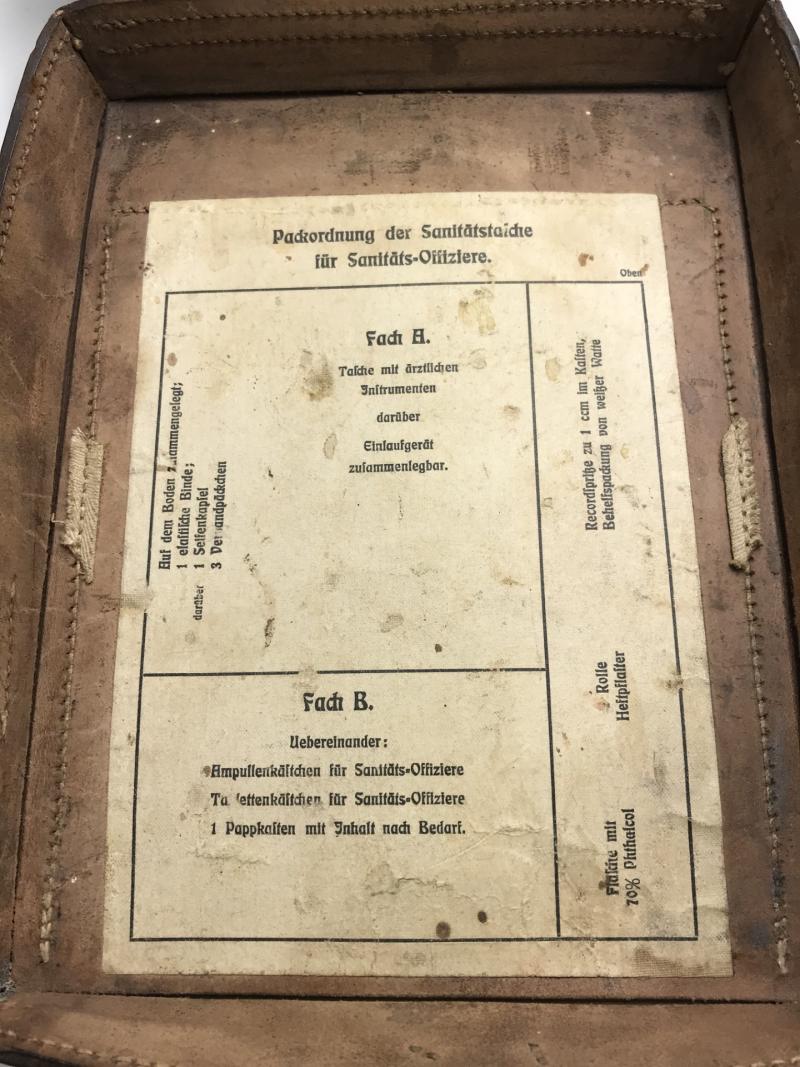 Packordnung der Sanitätstaſche
für Sanitäts-Offiziere.
Oben
Fach A.
Taſche mit ärztlichen
Inſtrumenten
darüber
Einlaufgerät
zuſammenlegbar.
Auf dem Boden zuſammengelegt;
1 elaſtiſche Binde;
darüber 1 Seifenkapſel
3 Verbandpäckchen
Recordſpritze zu 1 ccm im Kaſten,
Behelfspackung von weißer Watte
Rolle
Heftpflaſter
Flaſche mit
70% Phthalcol
Fach B.
Uebereinander:
Ampullenkäſtchen für Sanitäts-Offiziere
Tablettenkäſtchen für Sanitäts-Offiziere
1 Pappkaſten mit Inhalt nach Bedarf.